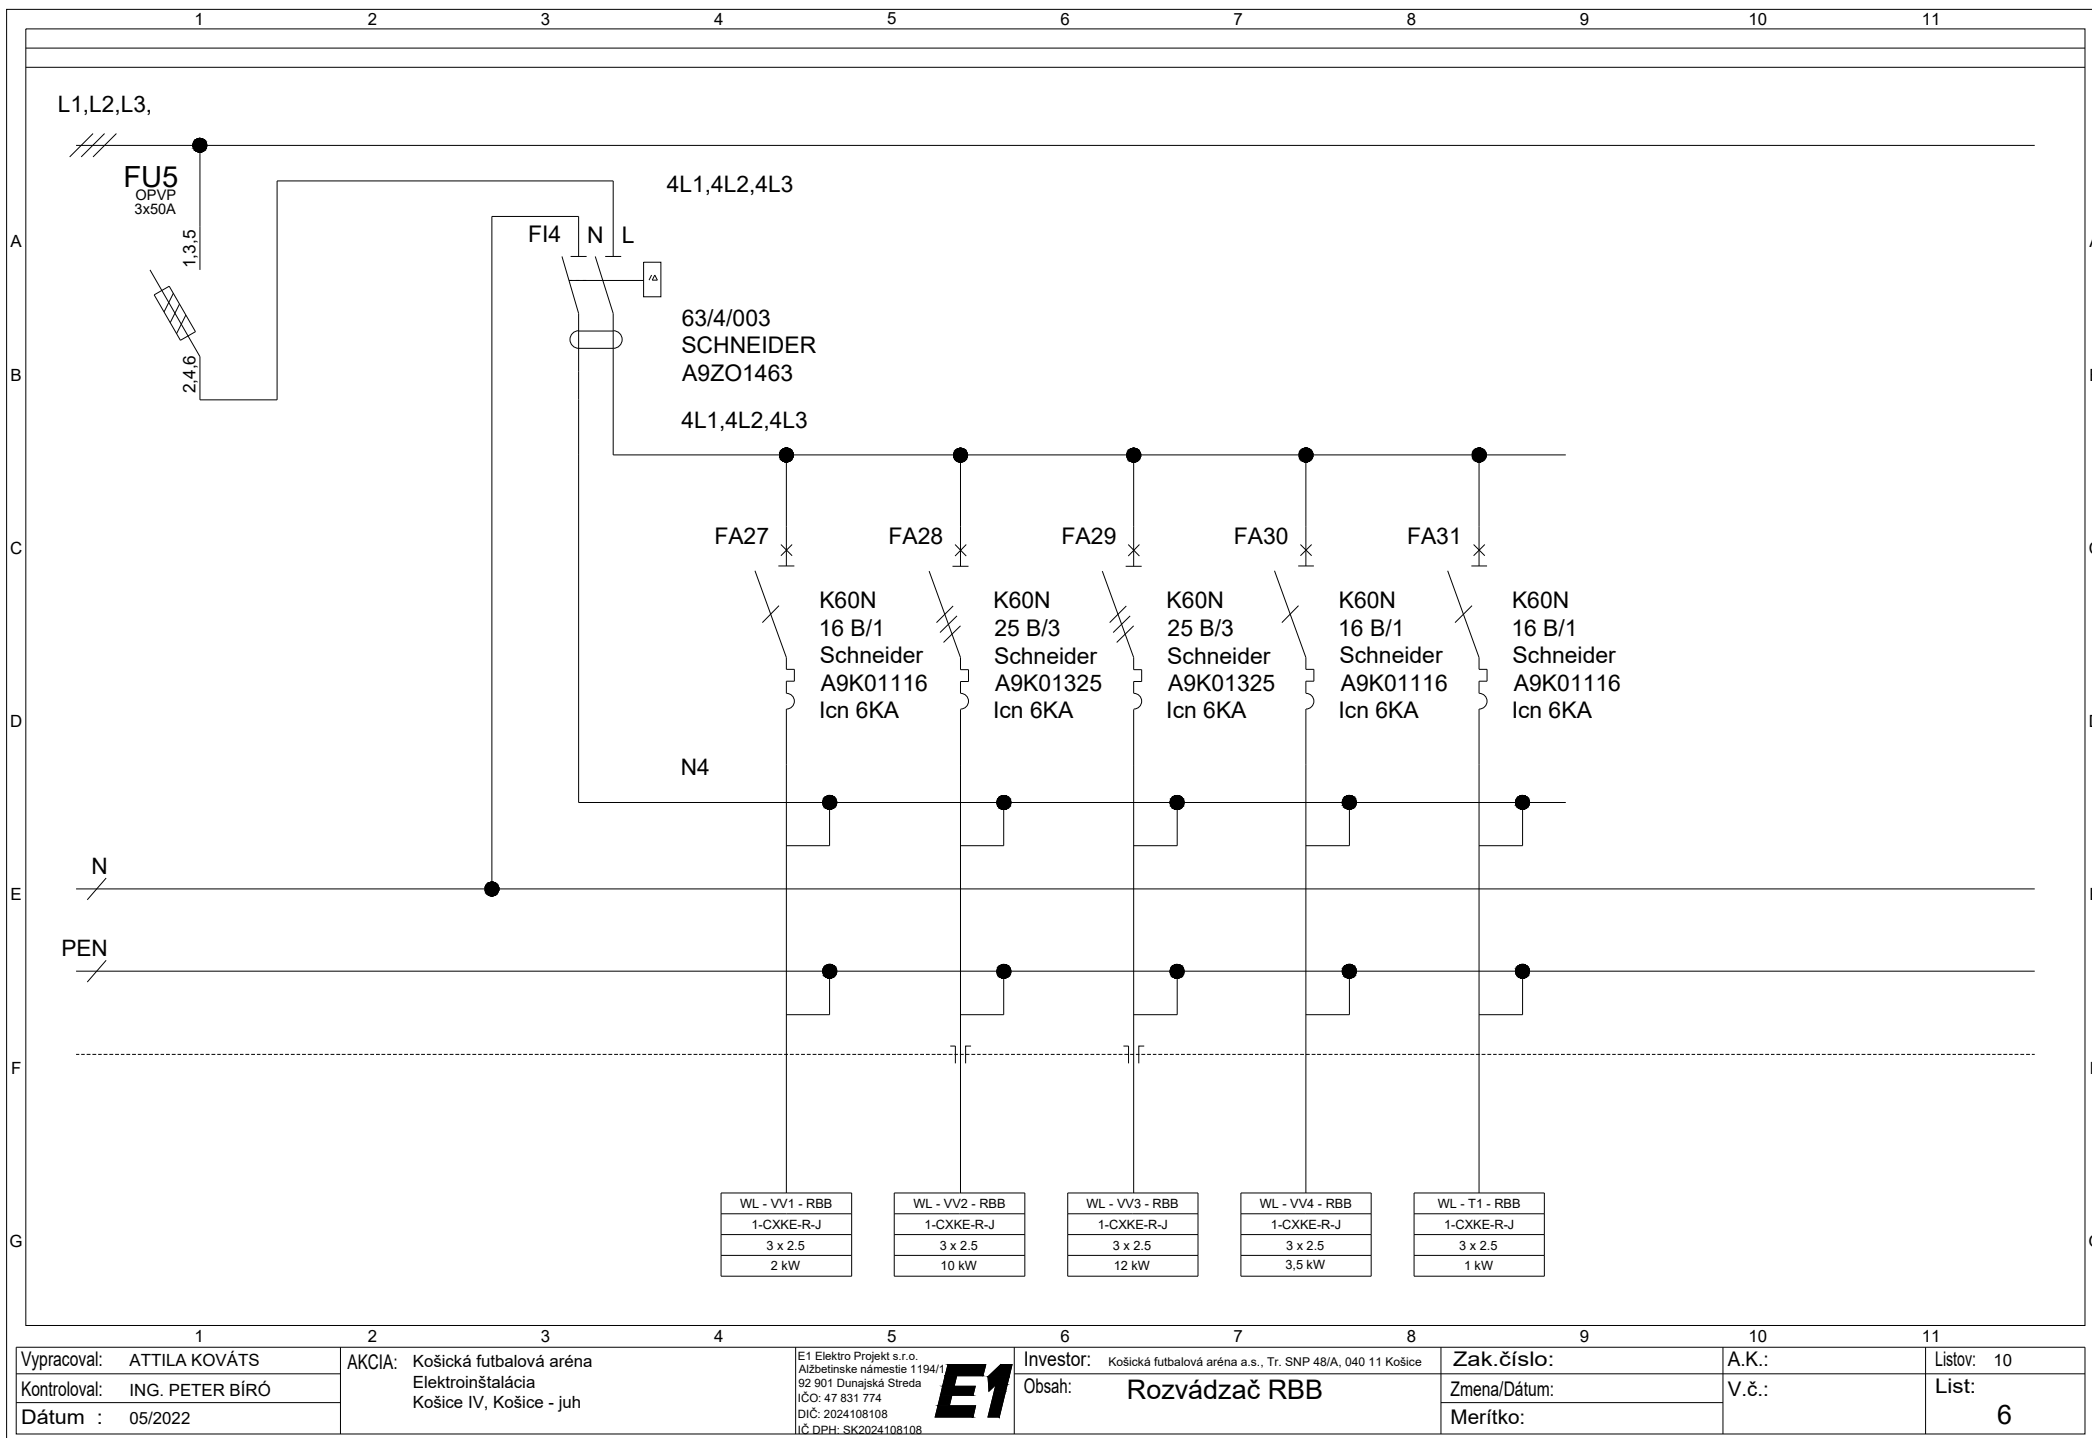 1 2 3 4 5 6 7 8 9 10 11
L1,L2,L3,
FU5
OPVP
3x50A
1,3,5
2,4,6
4L1,4L2,4L3
FI4 N L
A
63/4/003
SCHNEIDER
A9ZO1463
B
4L1,4L2,4L3
FA27 FA28 FA29 FA30 FA31
C
K60N
16 B/1
Schneider
A9K01116
Icn 6KA
K60N
25 B/3
Schneider
A9K01325
Icn 6KA
K60N
25 B/3
Schneider
A9K01325
Icn 6KA
K60N
16 B/1
Schneider
A9K01116
Icn 6KA
K60N
16 B/1
Schneider
A9K01116
Icn 6KA
D
N4
N
E
PEN
F
WL - VV1 - RBB
1-CXKE-R-J
3 x 2.5
2 kW
WL - VV2 - RBB
1-CXKE-R-J
3 x 2.5
10 kW
WL - VV3 - RBB
1-CXKE-R-J
3 x 2.5
12 kW
WL - VV4 - RBB
1-CXKE-R-J
3 x 2.5
3,5 kW
WL - T1 - RBB
1-CXKE-R-J
3 x 2.5
1 kW
G
1 2 3 4 5 6 7 8 9 10 11
Vypracoval: ATTILA KOVÁTS
Kontroloval: ING. PETER BÍRÓ
Dátum : 05/2022
AKCIA: Košická futbalová aréna
Elektroinštalácia
Košice IV, Košice - juh
E1 Elektro Projekt s.r.o.
Alžbetinske námestie 1194/1
92 901 Dunajská Streda
IČO: 47 831 774
DIČ: 2024108108
IČ DPH: SK2024108108
E1
Investor: Košická futbalová aréna a.s., Tr. SNP 48/A, 040 11 Košice
Obsah: Rozvádzač RBB
Zak.číslo:
Zmena/Dátum:
Merítko:
A.K.:
V.č.:
Listov: 10
List:
6